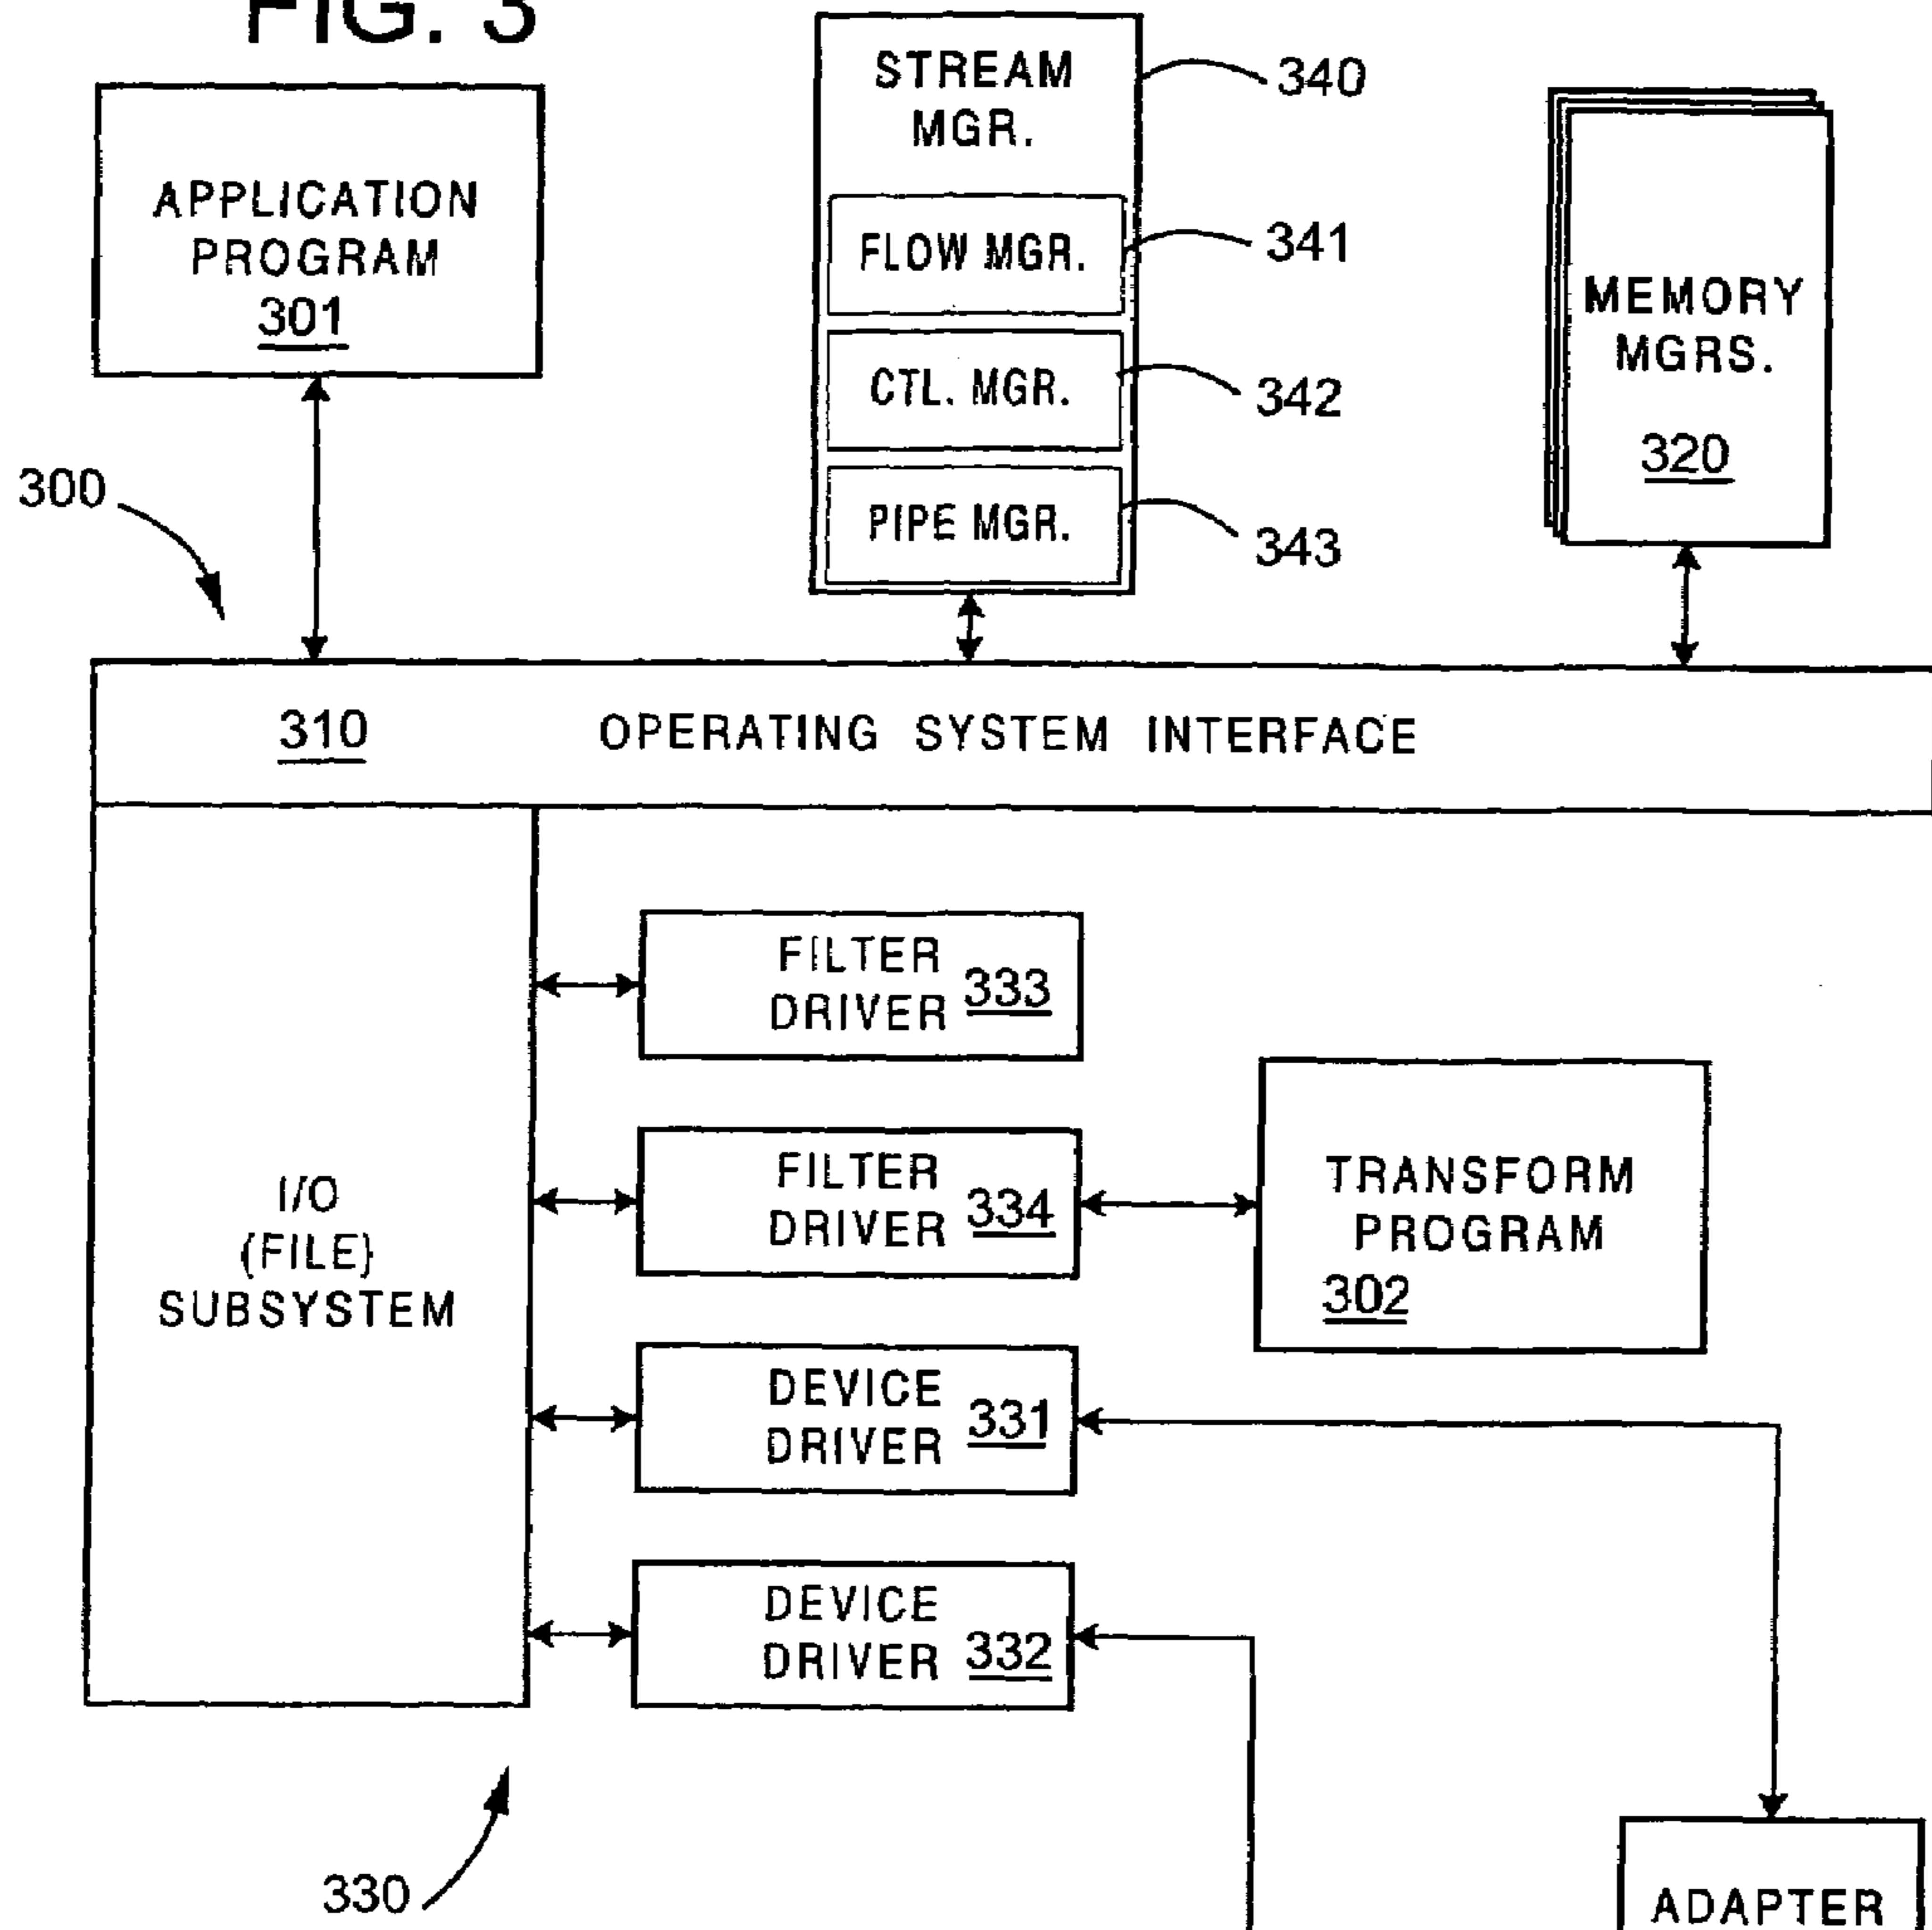 FIG. 3
STREAM
MGR.
340
APPLICATION
PROGRAM
301
FLOW MGR.
341
CTL. MGR.
342
PIPE MGR.
343
MEMORY
MGRS.
320
300
310
OPERATING SYSTEM INTERFACE
I/O
(FILE)
SUBSYSTEM
FILTER
DRIVER 333
FILTER
DRIVER 334
TRANSFORM
PROGRAM
302
DEVICE
DRIVER 331
DEVICE
DRIVER 332
330
ADAPTER